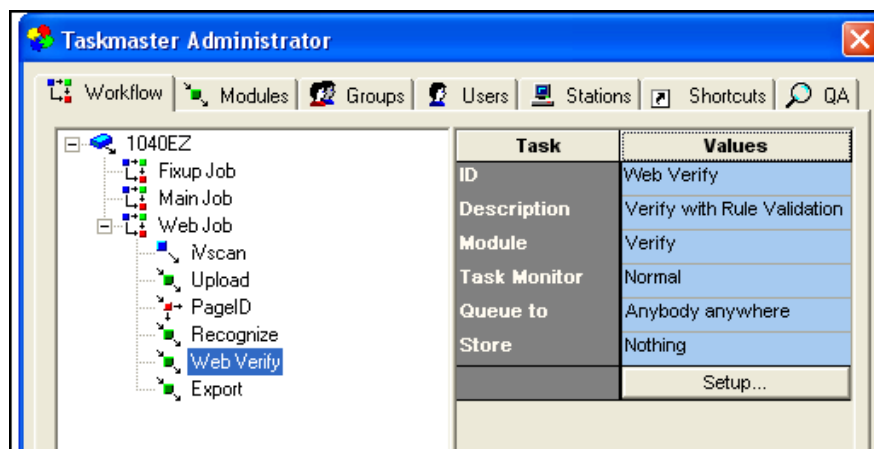 Taskmaster Administrator
Workflow Modules Groups Users Stations Shortcuts QA
1040EZ
Fixup Job
Main Job
Web Job
iVscan
Upload
PageID
Recognize
Web Verify
Export
Task Values
ID Web Verify
Description Verify with Rule Validation
Module Verify
Task Monitor Normal
Queue to Anybody anywhere
Store Nothing
Setup...